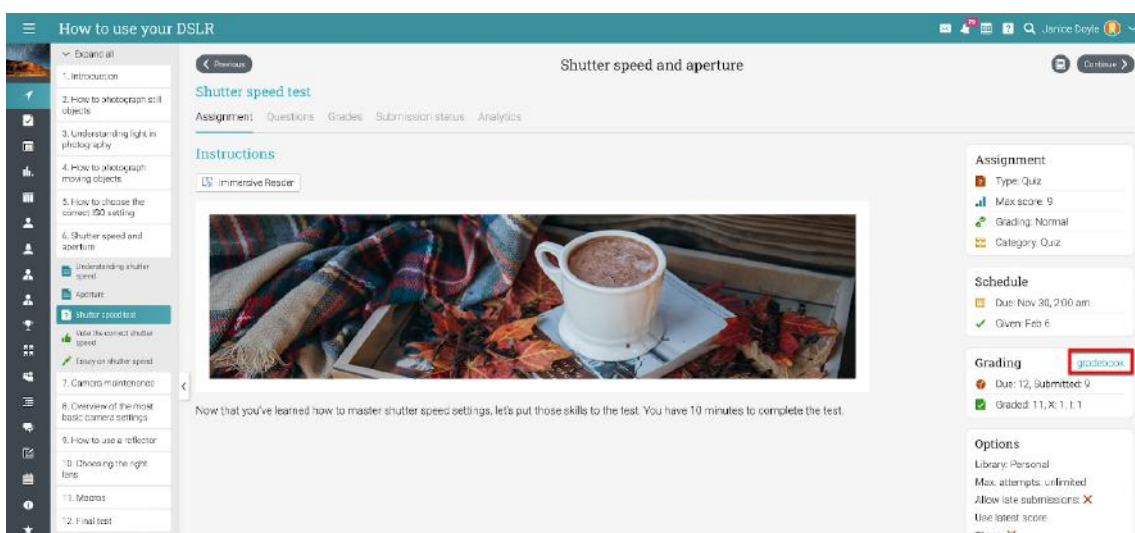 How to use your DSLR
79
Janice Doyle
Expand all
1. Introduction
2. How to photograph still
objects
3. Understanding light in
photography
4. How to photograph
moving objects
5. How to choose the
correct ISO setting
6. Shutter speed and
aperture
Understanding shutter
speed
Aperture
Shutter speed test
Vote the correct shutter
speed
Essay on shutter speed
7. Camera maintenance
8. Overview of the most
basic camera settings
9. How to use a reflector
10. Choosing the right
lens
11. Macros
12. Final test
Previous
Shutter speed and aperture
Continue
Shutter speed test
Assignment Questions Grades Submission status Analytics
Instructions
Immersive Reader
Now that you've learned how to master shutter speed settings, let's put those skills to the test. You have 10 minutes to complete the test.
Assignment
Type: Quiz
Max score: 9
Grading: Normal
Category: Quiz
Schedule
Due: Nov 30, 2:00 am
Given: Feb 6
Grading gradebook
Due: 12, Submitted: 9
Graded: 11, X: 1, I: 1
Options
Library: Personal
Max. attempts: unlimited
Allow late submissions:
Use latest score